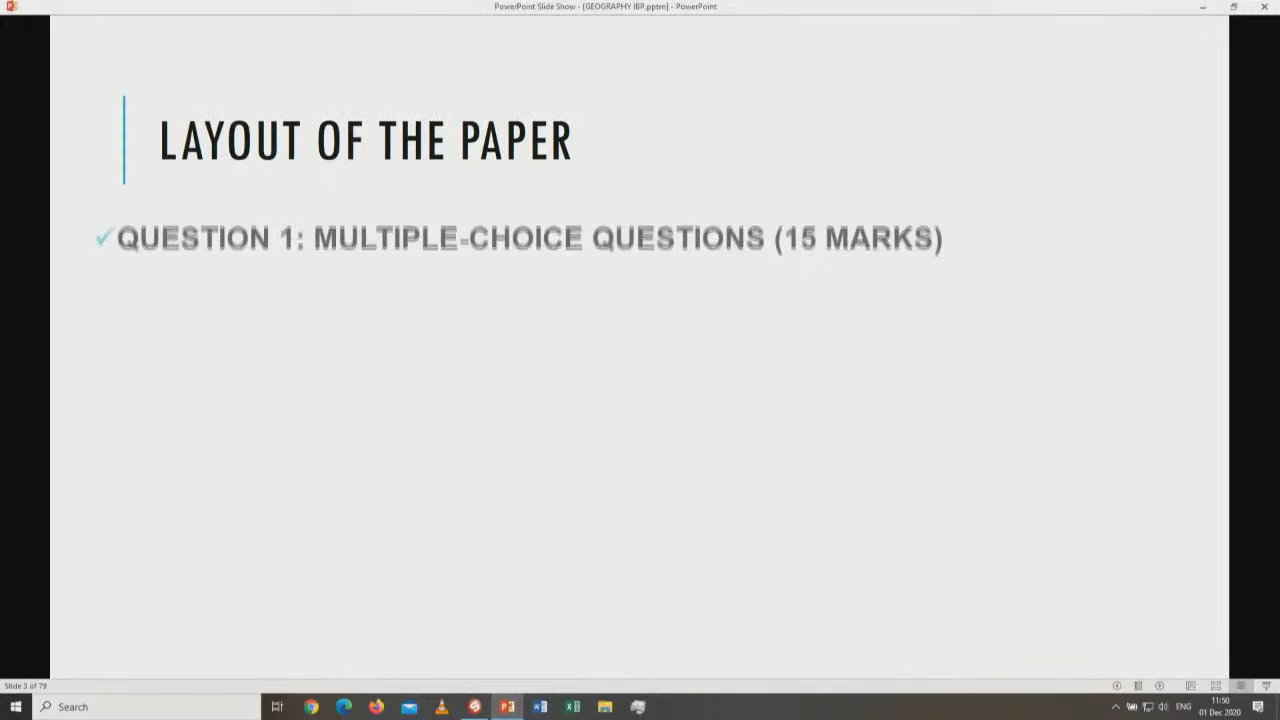 PowerPoint Slide Show - [GEOGRAPHY IBP.pptm] - PowerPoint
LAYOUT OF THE PAPER
✓QUESTION 1: MULTIPLE-CHOICE QUESTIONS (15 MARKS)
Slide 3 of 79
Search
ENG
11:50
01 Dec 2020